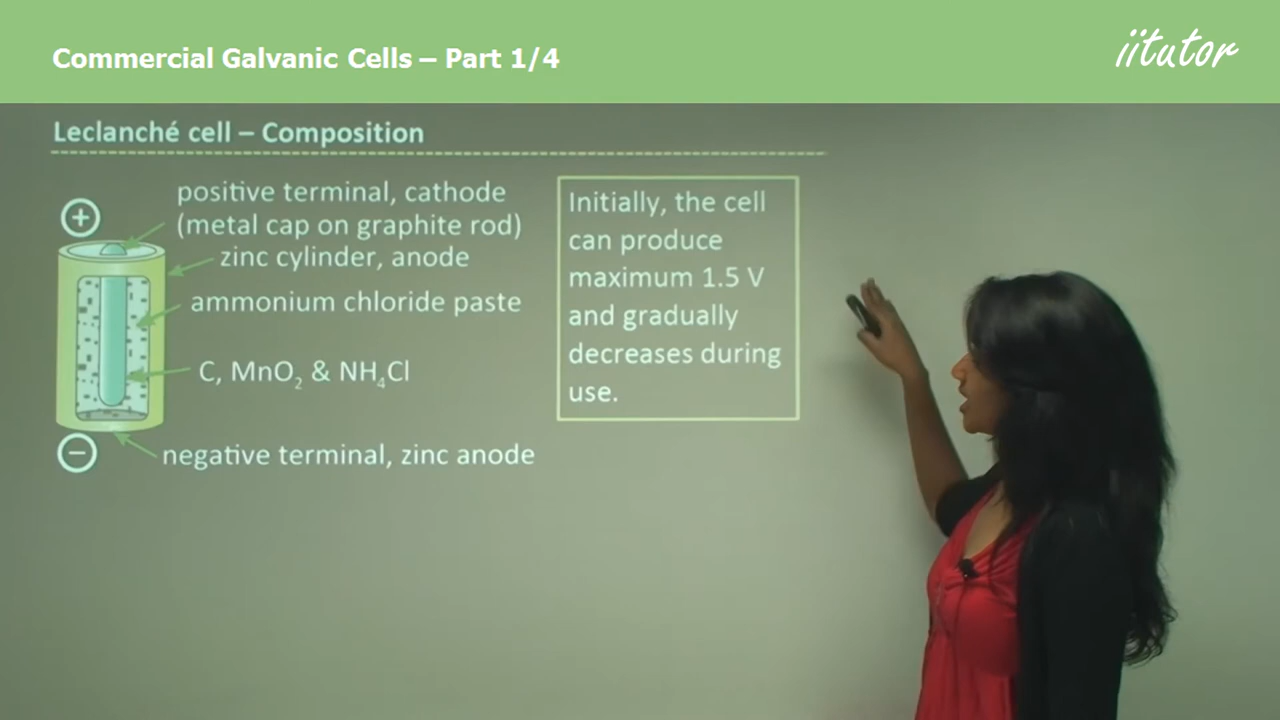 Commercial Galvanic Cells – Part 1/4
iitutor
Leclanché cell – Composition
positive terminal, cathode
(metal cap on graphite rod)
zinc cylinder, anode
ammonium chloride paste
C, MnO₂ & NH₄Cl
negative terminal, zinc anode
+
−
Initially, the cell
can produce
maximum 1.5 V
and gradually
decreases during
use.